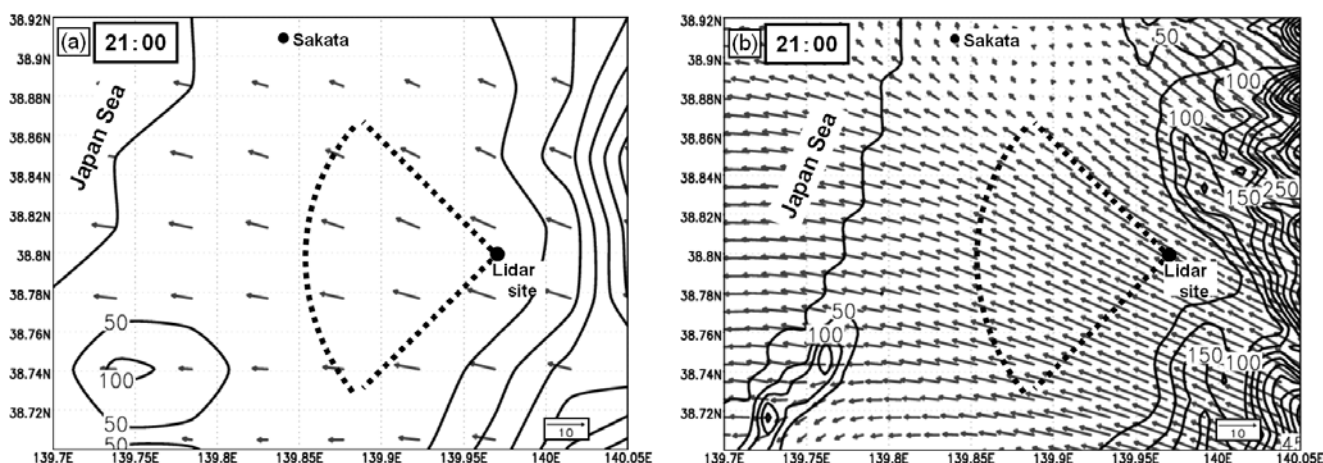 (a) 21:00
Sakata
Japan Sea
Lidar
site
50
100
50
50
10
38.92N
38.9N
38.88N
38.86N
38.84N
38.82N
38.8N
38.78N
38.76N
38.74N
38.72N
139.7E 139.75E 139.8E 139.85E 139.9E 139.95E 140E 140.05E
(b) 21:00
Sakata
Japan Sea
Lidar
site
50
100
100
150
250
50
100
150
100
10
38.92N
38.9N
38.88N
38.86N
38.84N
38.82N
38.8N
38.78N
38.76N
38.74N
38.72N
139.7E 139.75E 139.8E 139.85E 139.9E 139.95E 140E 140.05E